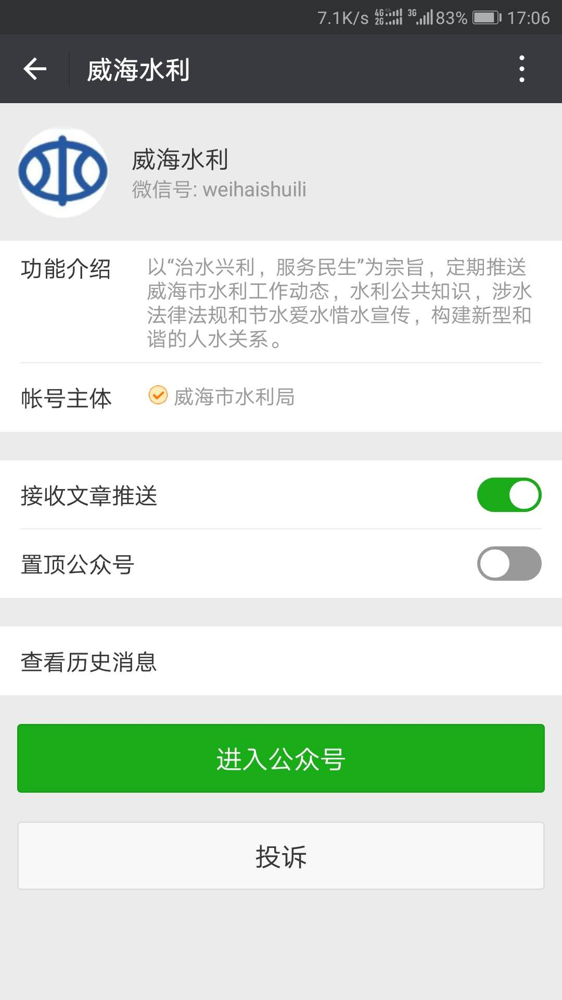 7.1K/s 4G 2G 3G 83% 17:06
威海水利
威海水利
微信号: weihaishuili
功能介绍
以“治水兴利，服务民生”为宗旨，定期推送
威海市水利工作动态，水利公共知识，涉水
法律法规和节水爱水惜水宣传，构建新型和
谐的人水关系。
帐号主体 威海市水利局
接收文章推送
置顶公众号
查看历史消息
进入公众号
投诉